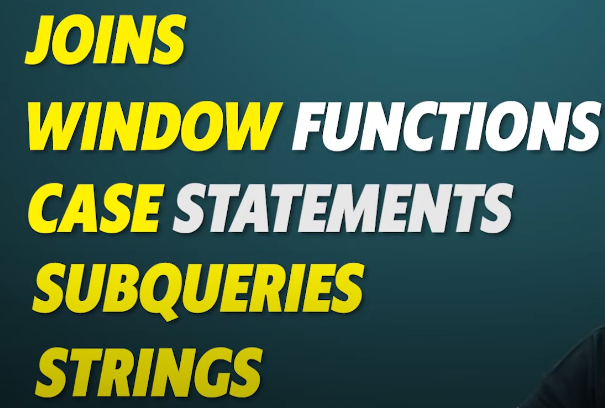 JOINS
WINDOW FUNCTIONS
CASE STATEMENTS
SUBQUERIES
STRINGS